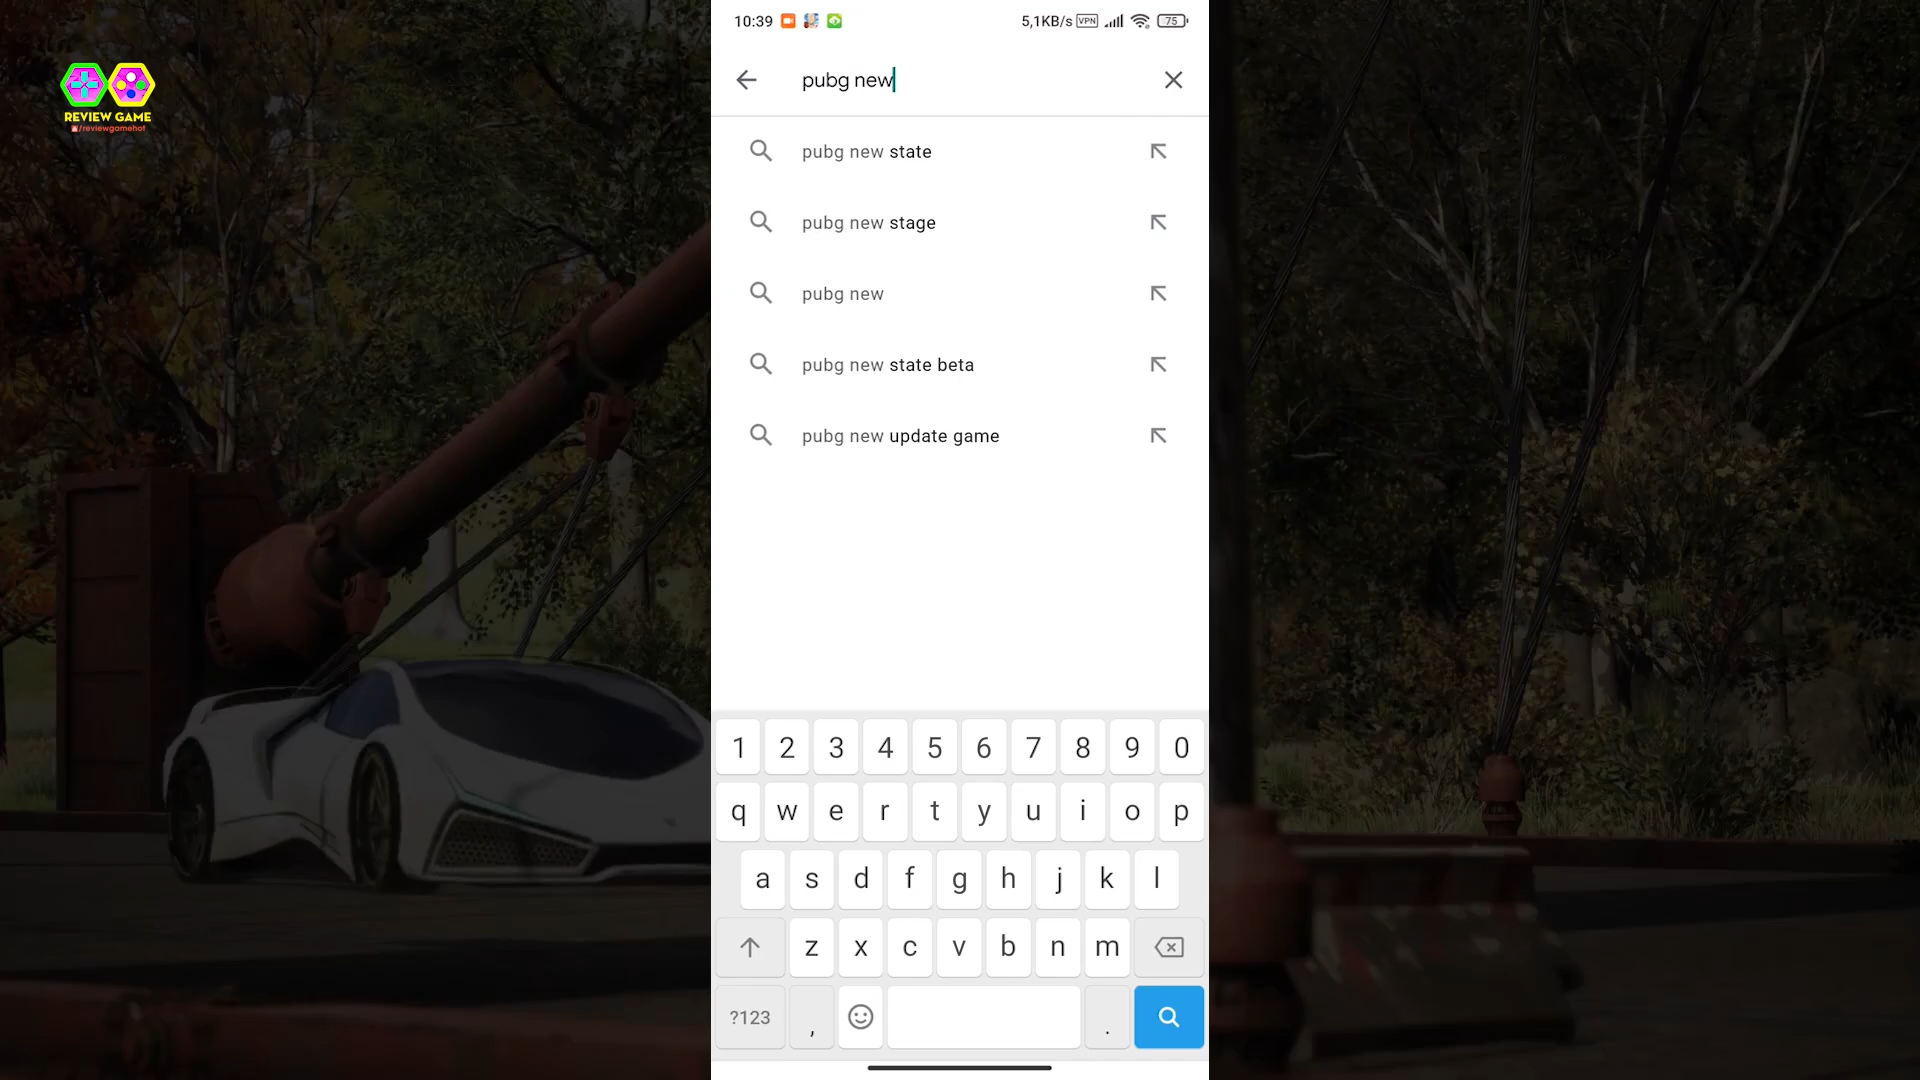 10:39
5,1KB/s VPN 75
REVIEW GAME
/reviewgamehot
pubg new
pubg new state
pubg new stage
pubg new
pubg new state beta
pubg new update game
1 2 3 4 5 6 7 8 9 0
q w e r t y u i o p
a s d f g h j k l
z x c v b n m
?123 , .